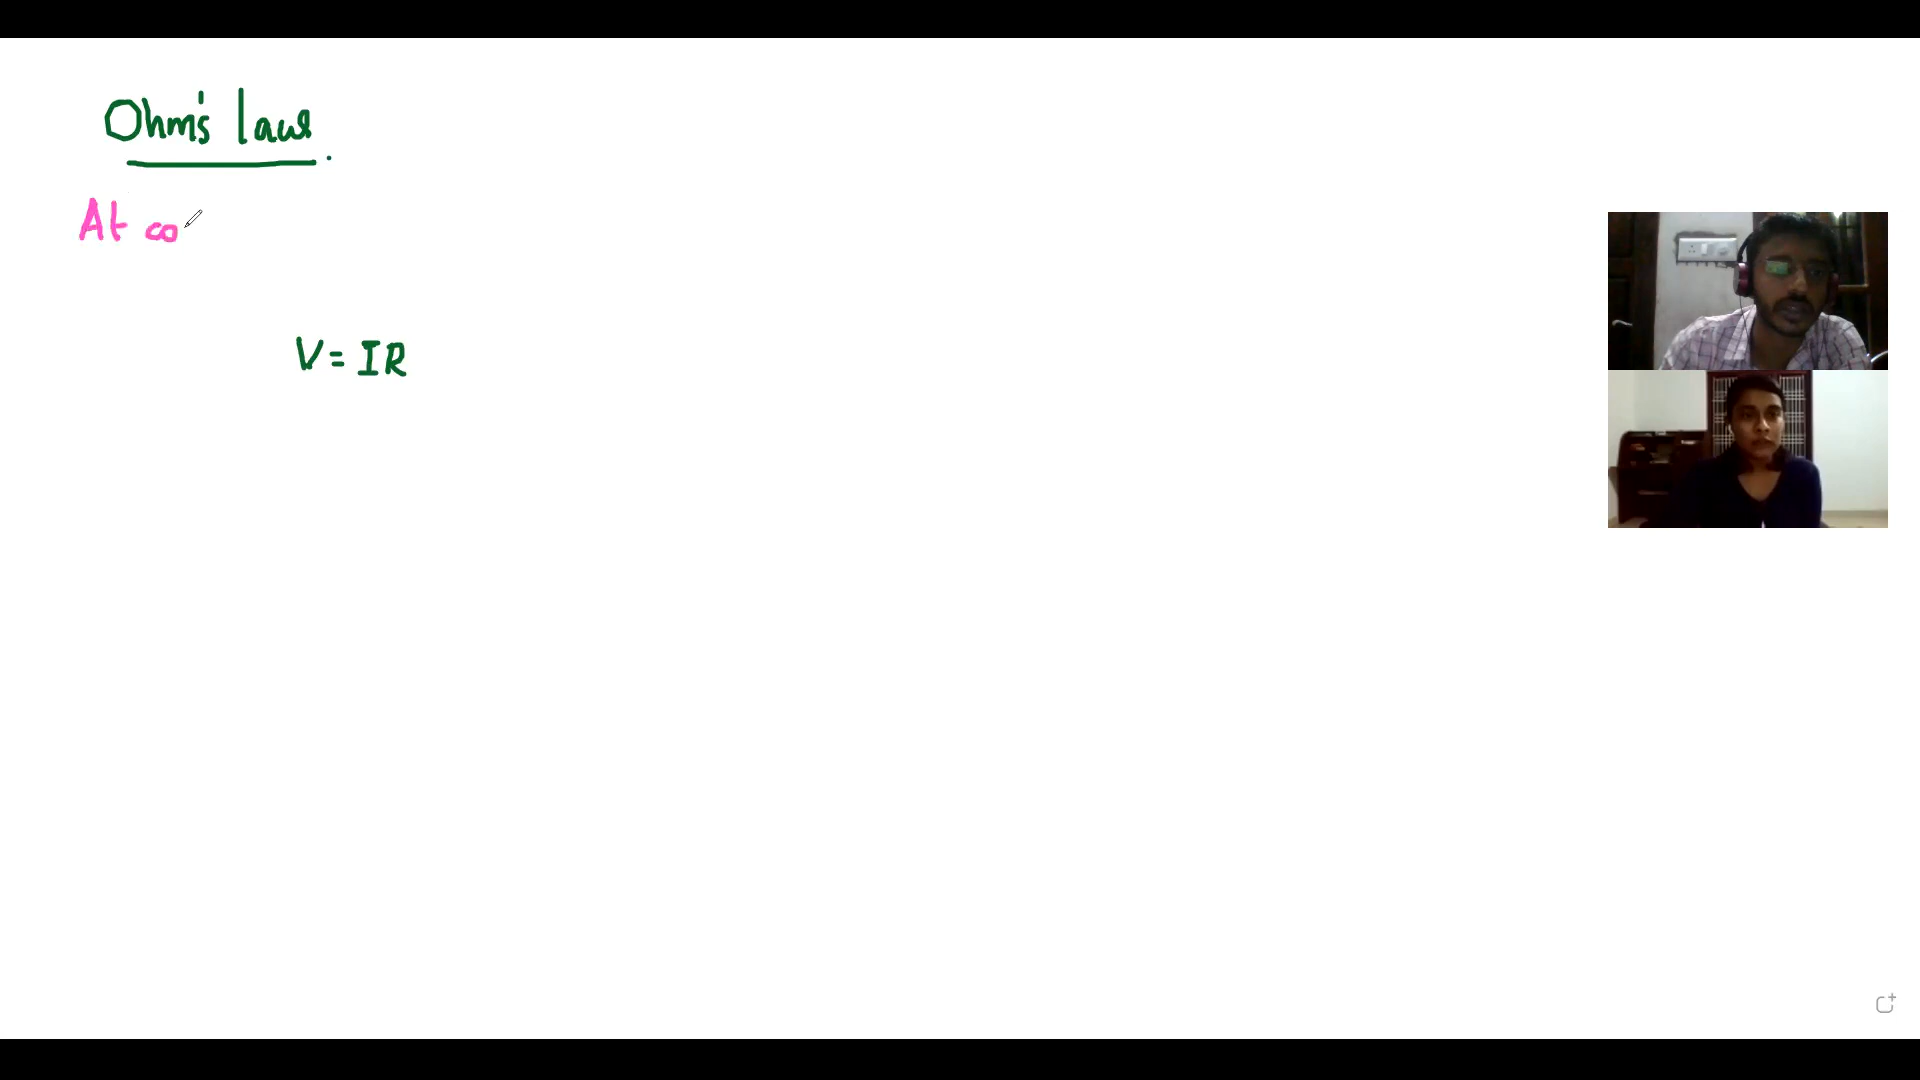 Ohm's law.
At co
V = IR